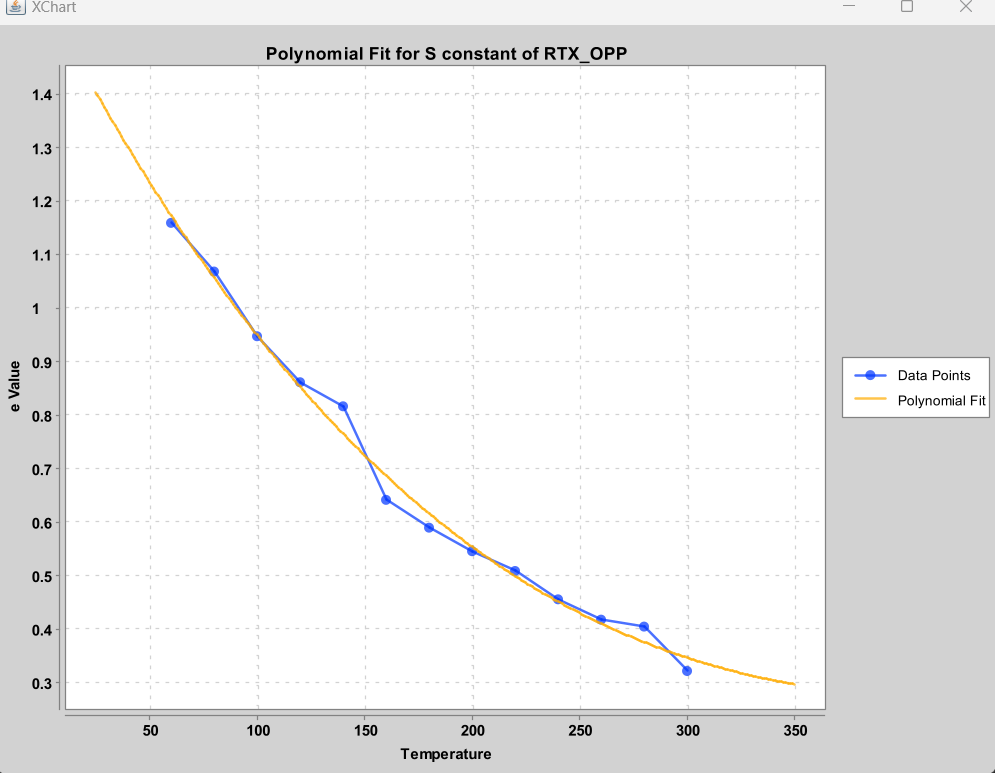 XChart
Polynomial Fit for S constant of RTX_OPP
1.4
1.3
1.2
1.1
1
0.9
0.8
0.7
0.6
0.5
0.4
0.3
e Value
50 100 150 200 250 300 350
Temperature
Data Points
Polynomial Fit